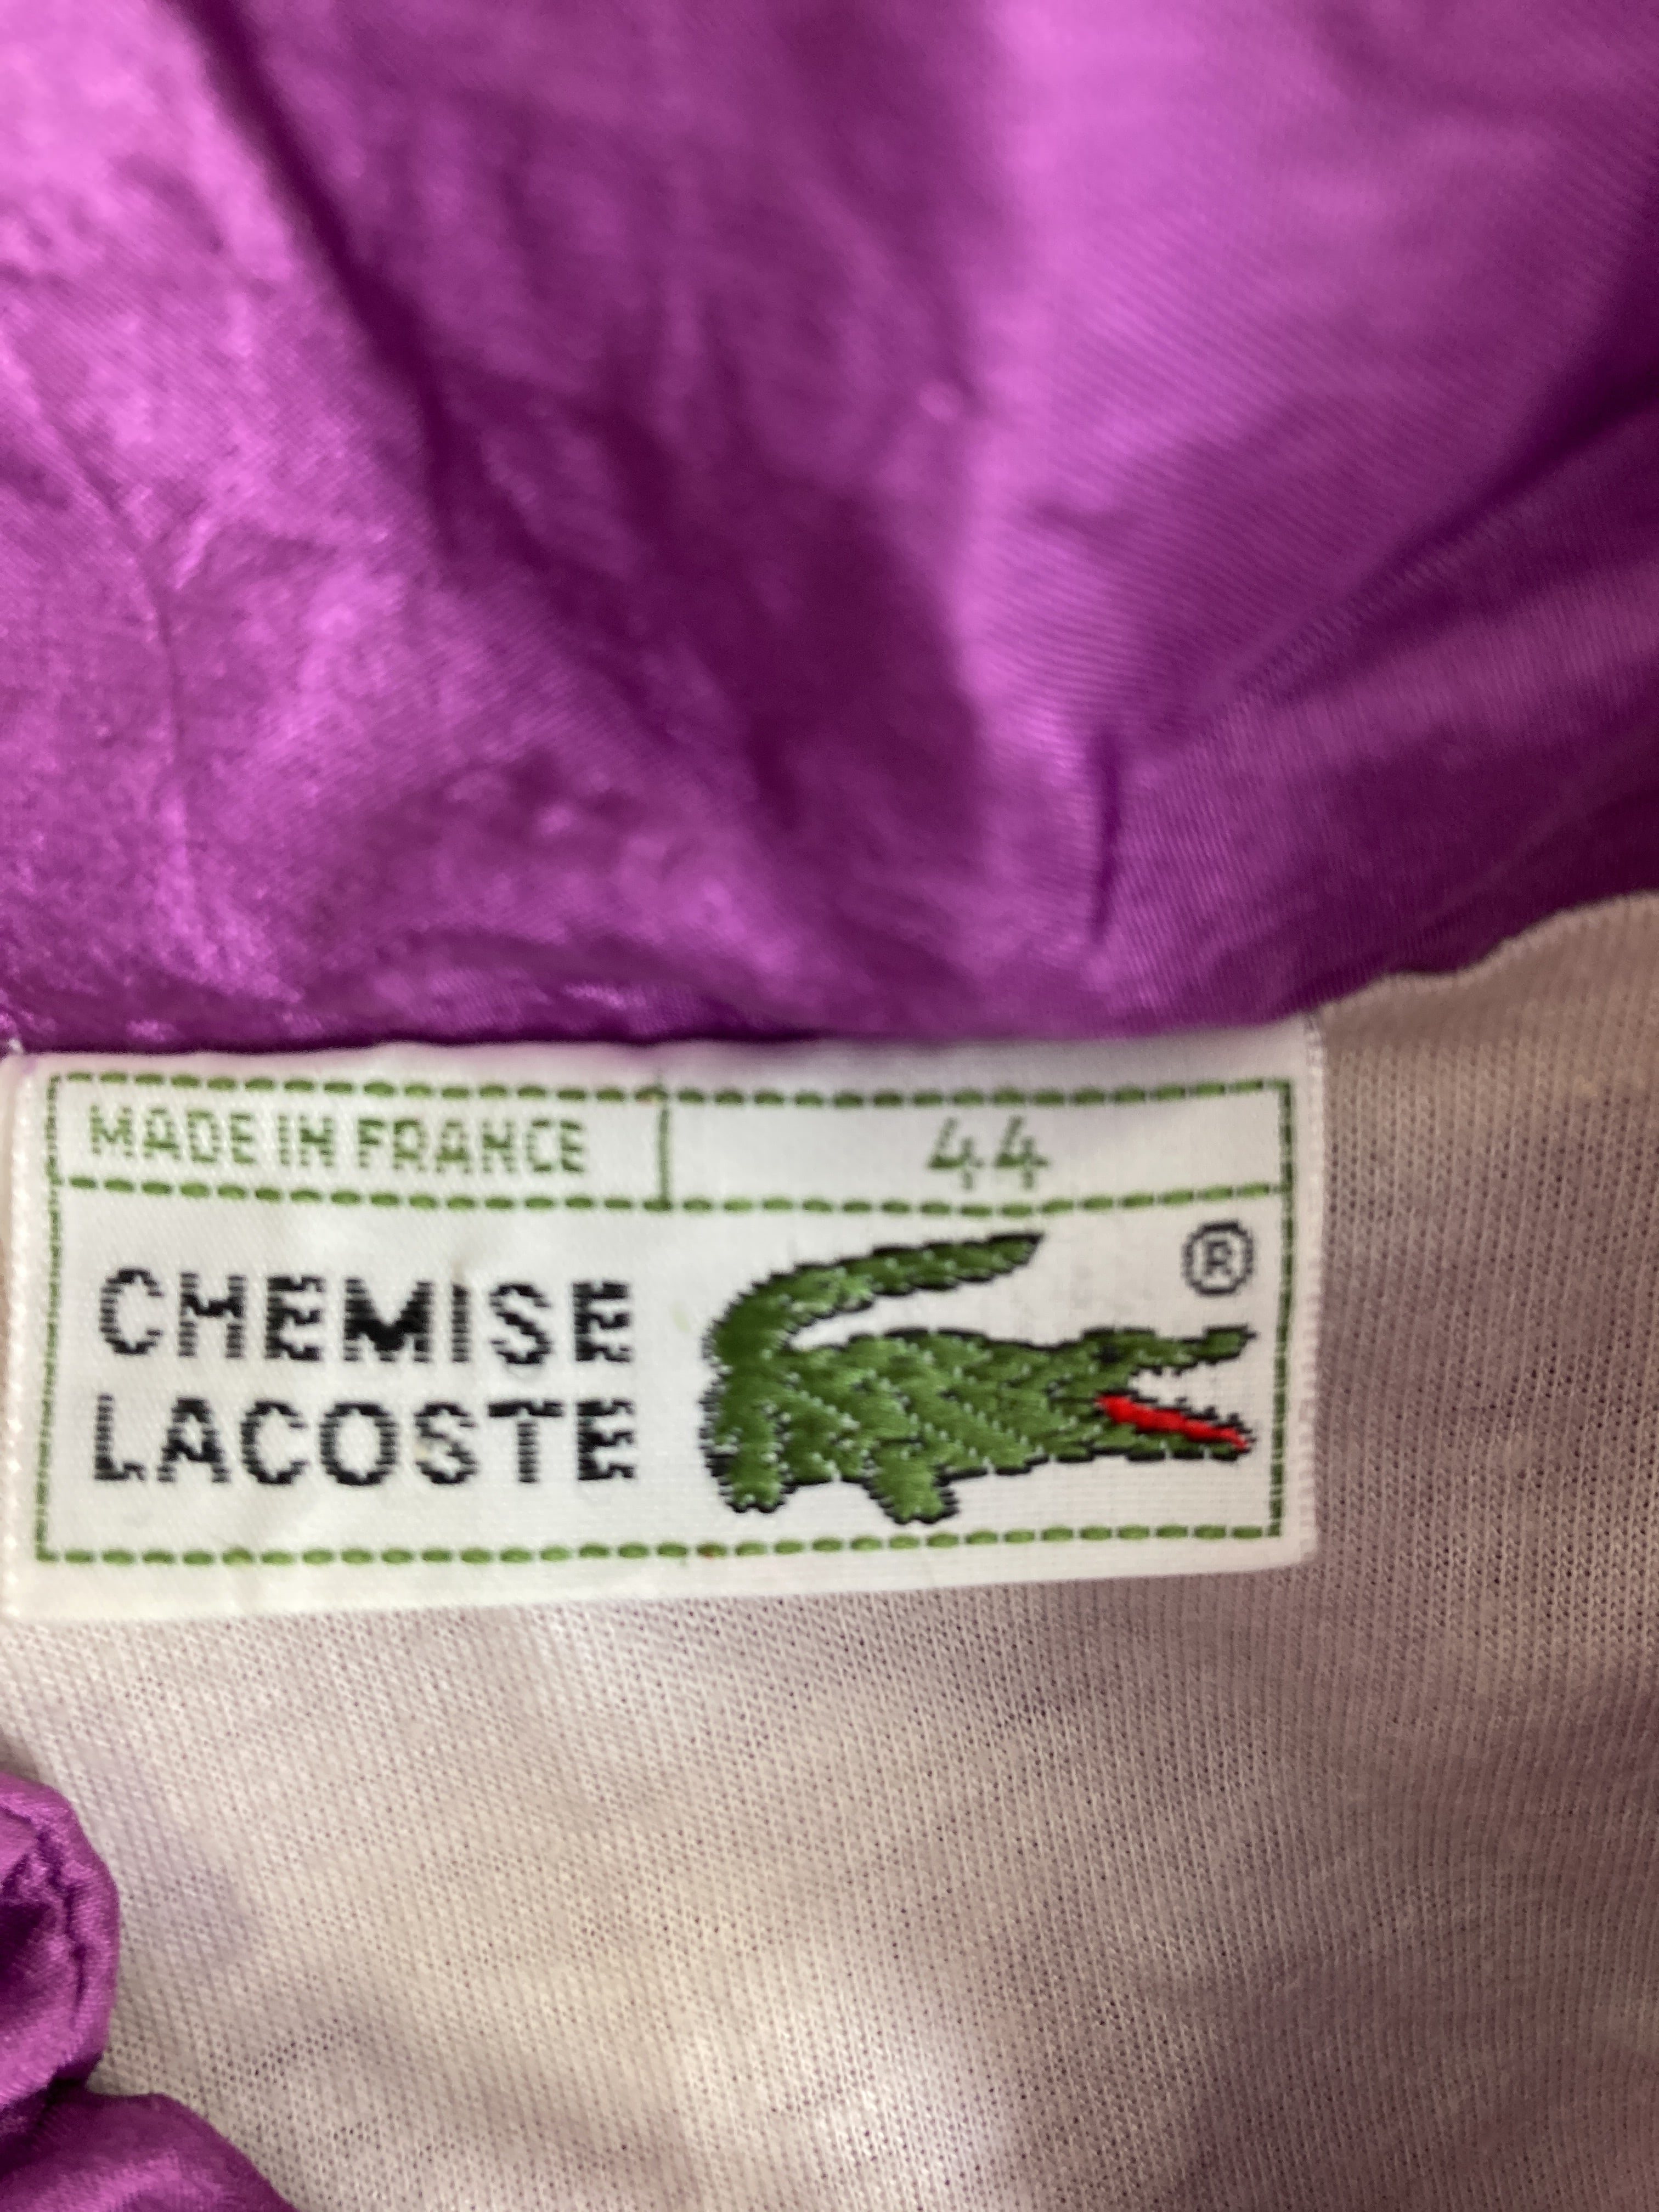 MADE IN FRANCE 44
CHEMISE
LACOSTE
®